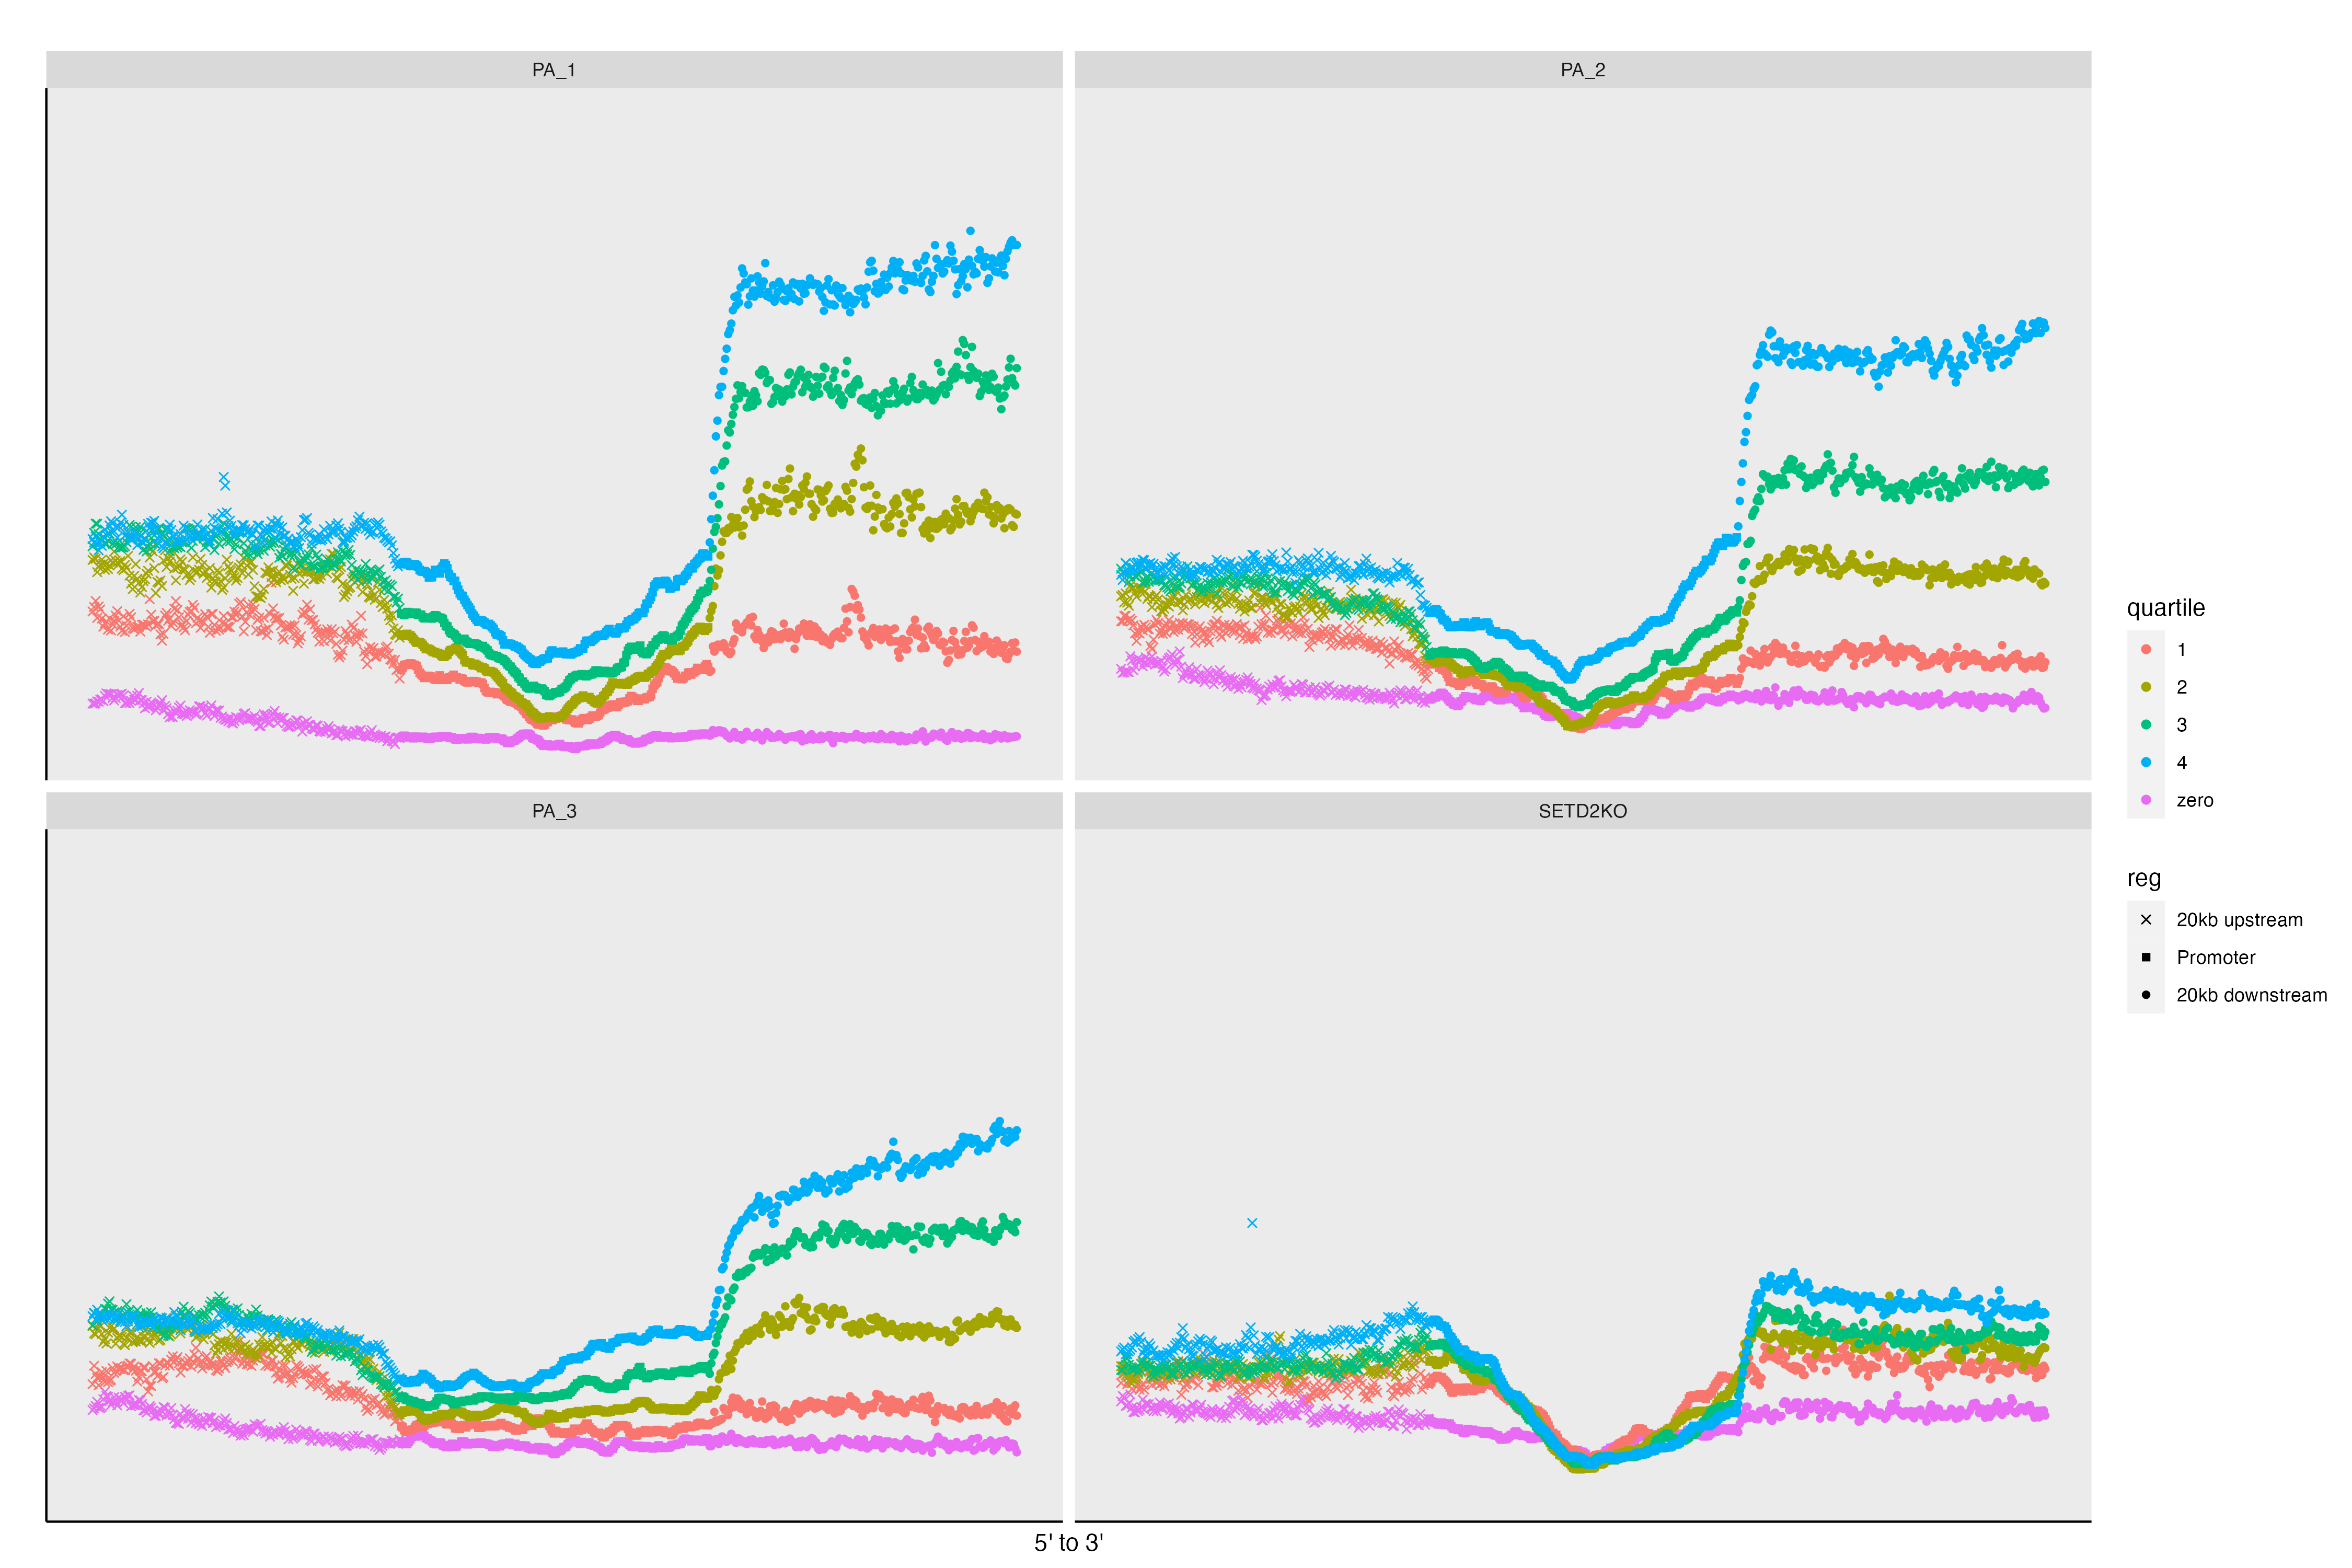 PA_1
PA_2
PA_3
SETD2KO
5' to 3'
quartile
1
2
3
4
zero
reg
20kb upstream
Promoter
20kb downstream